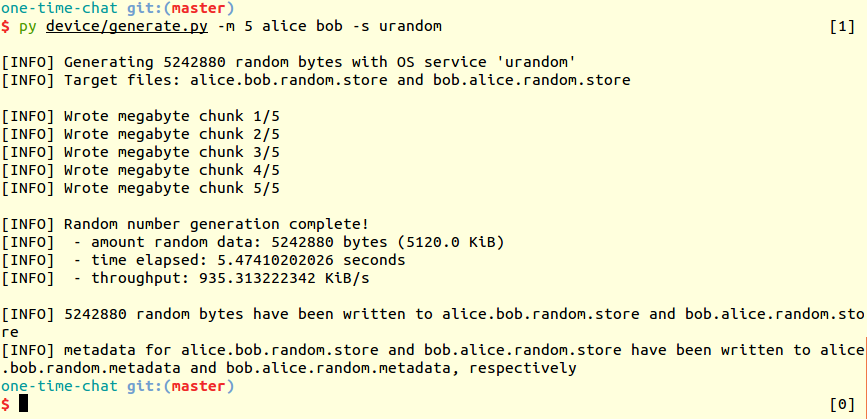 one-time-chat git:(master)
$ py device/generate.py -m 5 alice bob -s urandom [1]
[INFO] Generating 5242880 random bytes with OS service 'urandom'
[INFO] Target files: alice.bob.random.store and bob.alice.random.store
[INFO] Wrote megabyte chunk 1/5
[INFO] Wrote megabyte chunk 2/5
[INFO] Wrote megabyte chunk 3/5
[INFO] Wrote megabyte chunk 4/5
[INFO] Wrote megabyte chunk 5/5
[INFO] Random number generation complete!
[INFO]  - amount random data: 5242880 bytes (5120.0 KiB)
[INFO]  - time elapsed: 5.47410202026 seconds
[INFO]  - throughput: 935.313222342 KiB/s
[INFO] 5242880 random bytes have been written to alice.bob.random.store and bob.alice.random.sto
re
[INFO] metadata for alice.bob.random.store and bob.alice.random.store have been written to alice
.bob.random.metadata and bob.alice.random.metadata, respectively
one-time-chat git:(master)
$ [0]